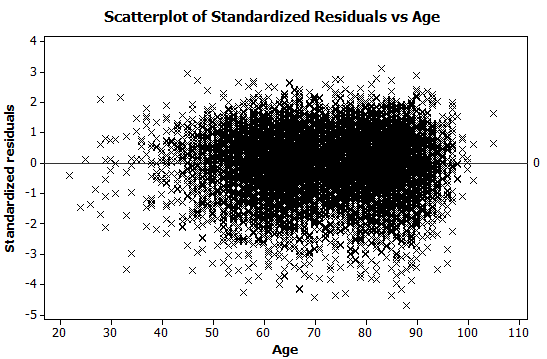 Scatterplot of Standardized Residuals vs Age
Standardized residuals
4
3
2
1
0
-1
-2
-3
-4
-5
0
20 30 40 50 60 70 80 90 100 110
Age